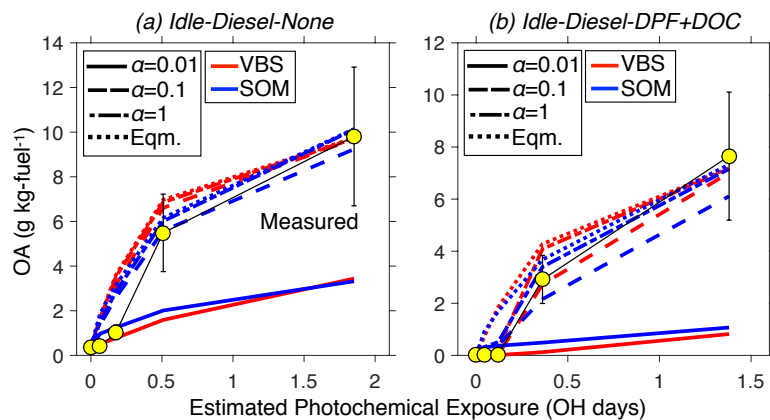 (a) Idle-Diesel-None
(b) Idle-Diesel-DPF+DOC
OA (g kg-fuel⁻¹)
14
12
10
8
6
4
2
0
α=0.01
α=0.1
α=1
Eqm.
VBS
SOM
Measured
0
0.5
1
1.5
2
12
10
8
6
4
2
0
α=0.01
α=0.1
α=1
Eqm.
VBS
SOM
0
0.5
1
1.5
Estimated Photochemical Exposure (OH days)